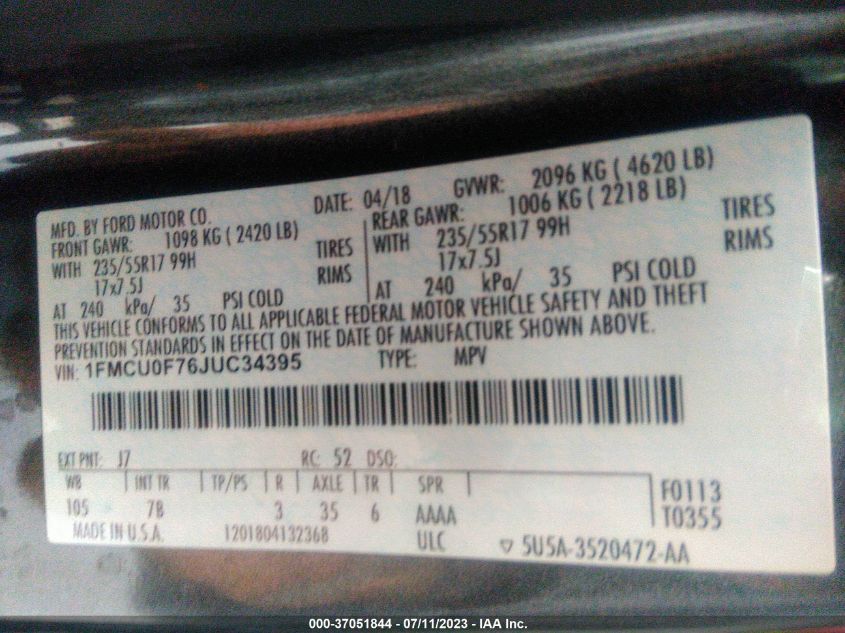 MFD. BY FORD MOTOR CO. DATE: 04/18 GVWR: 2096 KG ( 4620 LB)
FRONT GAWR: 1098 KG ( 2420 LB) REAR GAWR: 1006 KG ( 2218 LB)
WITH 235/55R17 99H TIRES WITH 235/55R17 99H TIRES
17x7.5J RIMS 17x7.5J RIMS
AT 240 kPa/ 35 PSI COLD AT 240 kPa/ 35 PSI COLD
THIS VEHICLE CONFORMS TO ALL APPLICABLE FEDERAL MOTOR VEHICLE SAFETY AND THEFT
PREVENTION STANDARDS IN EFFECT ON THE DATE OF MANUFACTURE SHOWN ABOVE.
VIN: 1FMCU0F76JUC34395 TYPE: MPV
EXT PNT: J7 RC: 52 DSO:
WB INT TR TP/PS R AXLE TR SPR
105 7B 3 35 6 AAAA
F0113
T0355
MADE IN U.S.A. 1201804132368 ULC ▽ 5U5A-3520472-AA
000-37051844 - 07/11/2023 - IAA Inc.